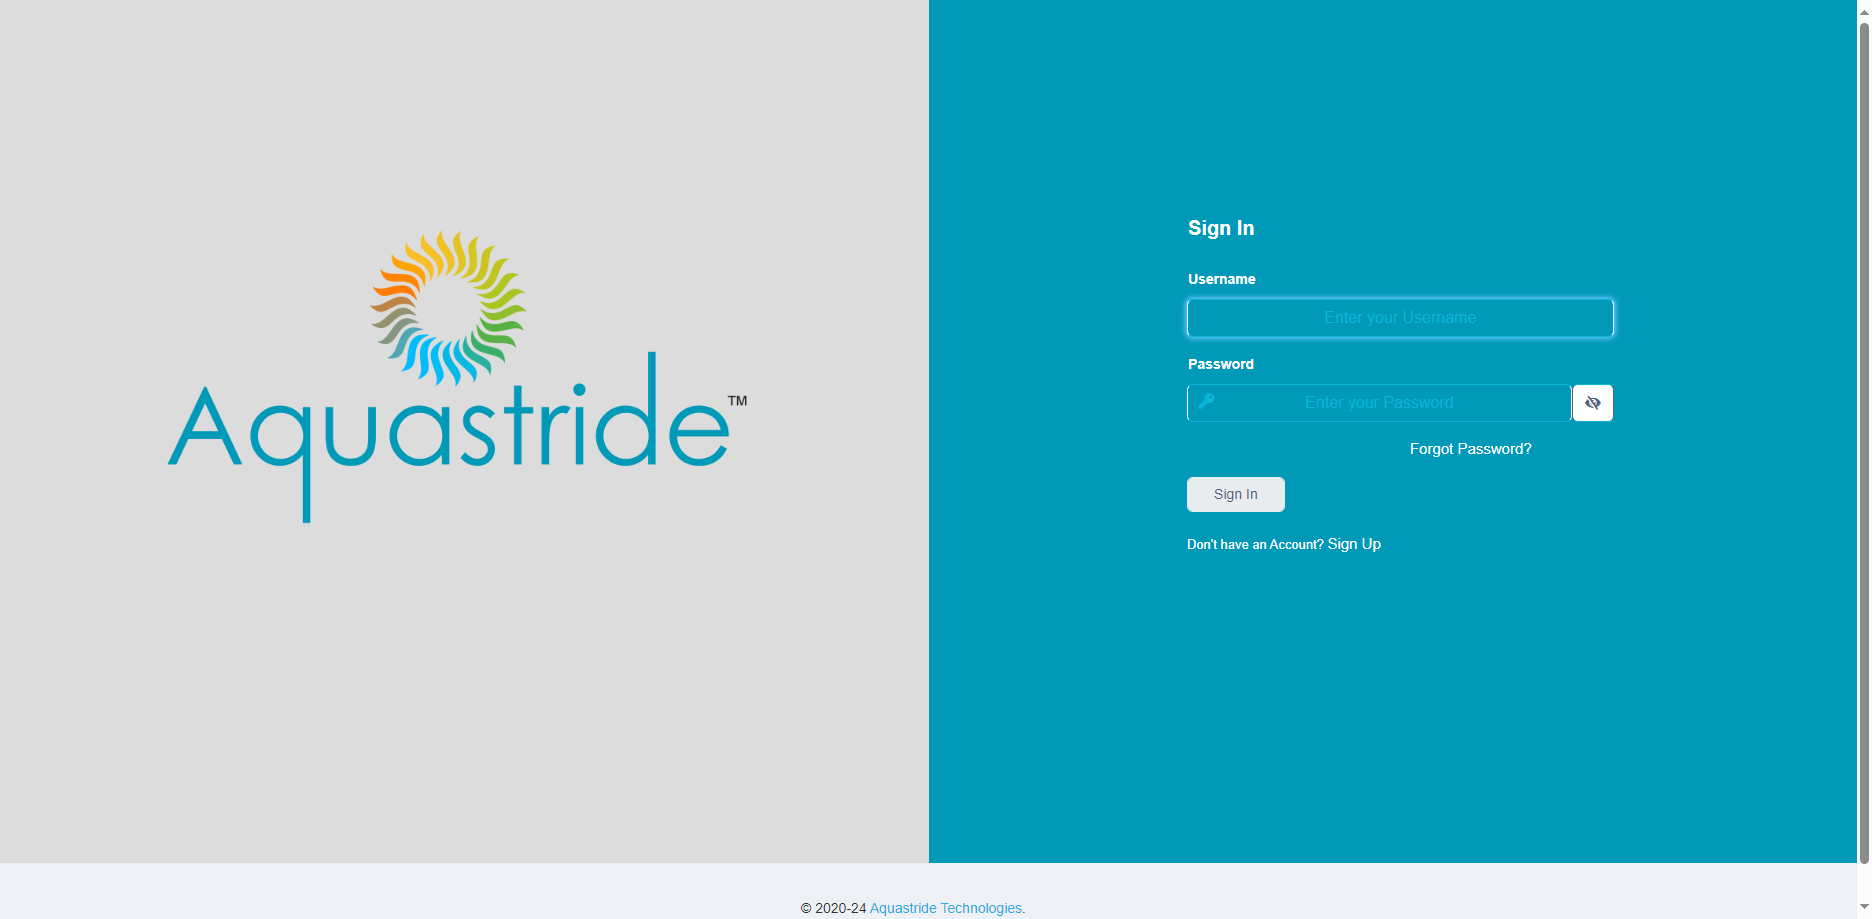 Aquastride™
Sign In
Username
Enter your Username
Password
Enter your Password
Forgot Password?
Sign In
Don't have an Account? Sign Up
© 2020-24 Aquastride Technologies.